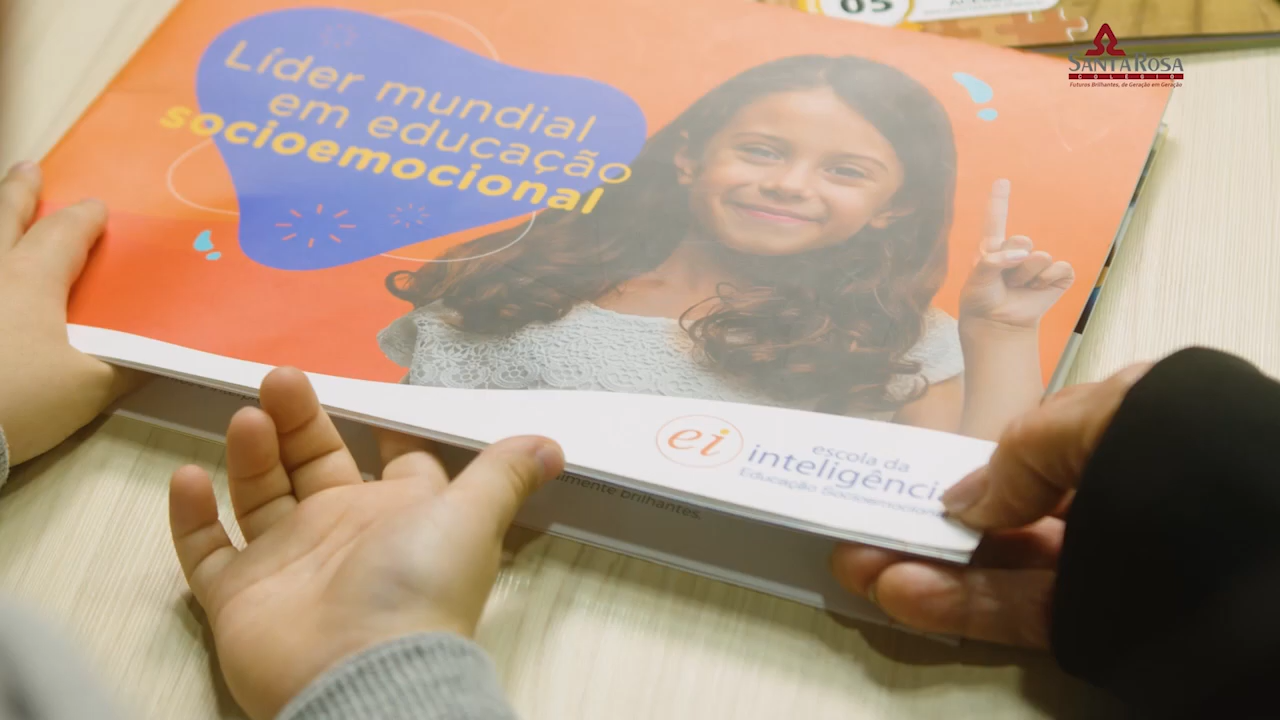 05
SANTA ROSA
COLÉGIO
Futuros Brilhantes, de Geração em Geração
Líder mundial
em educação
socioemocional
ei
escola da
inteligência
Educação Socioemocional
lmente brilhantes.